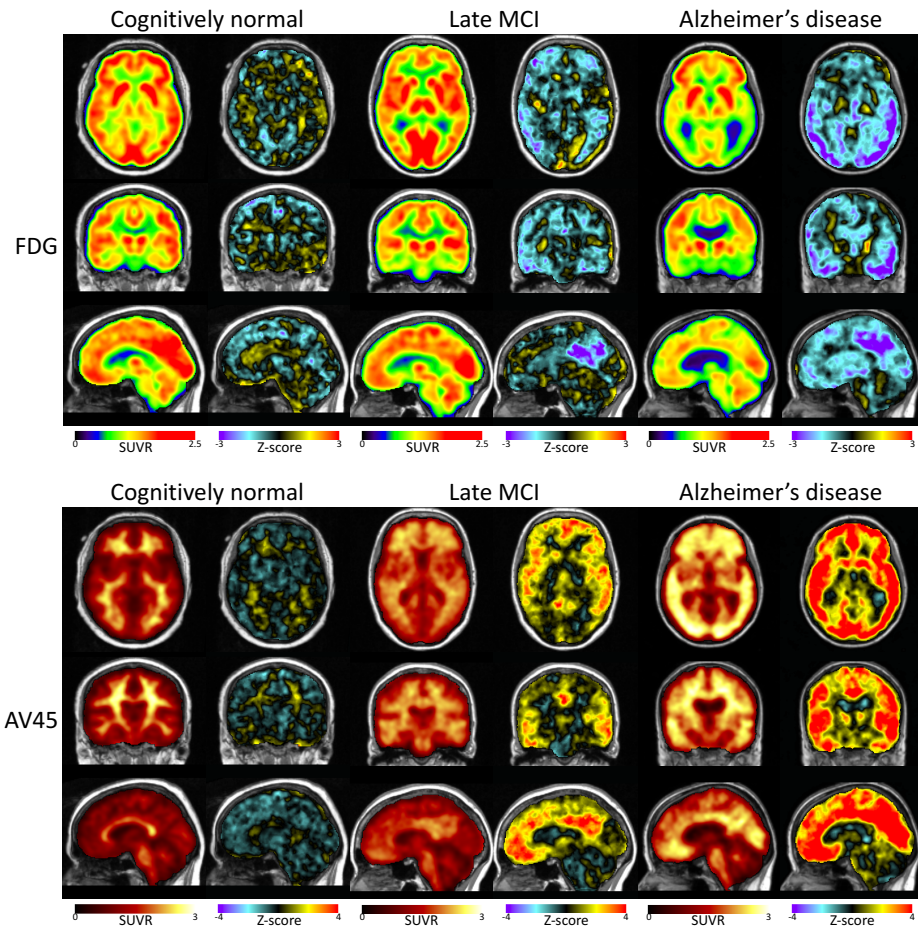 Cognitively normal Late MCI Alzheimer's disease
FDG
0 SUVR 2.5 -3 Z-score 3 0 SUVR 2.5 -3 Z-score 3 0 SUVR 2.5 -3 Z-score 3
Cognitively normal Late MCI Alzheimer's disease
AV45
0 SUVR 3 -4 Z-score 4 0 SUVR 3 -4 Z-score 4 0 SUVR 3 -4 Z-score 4